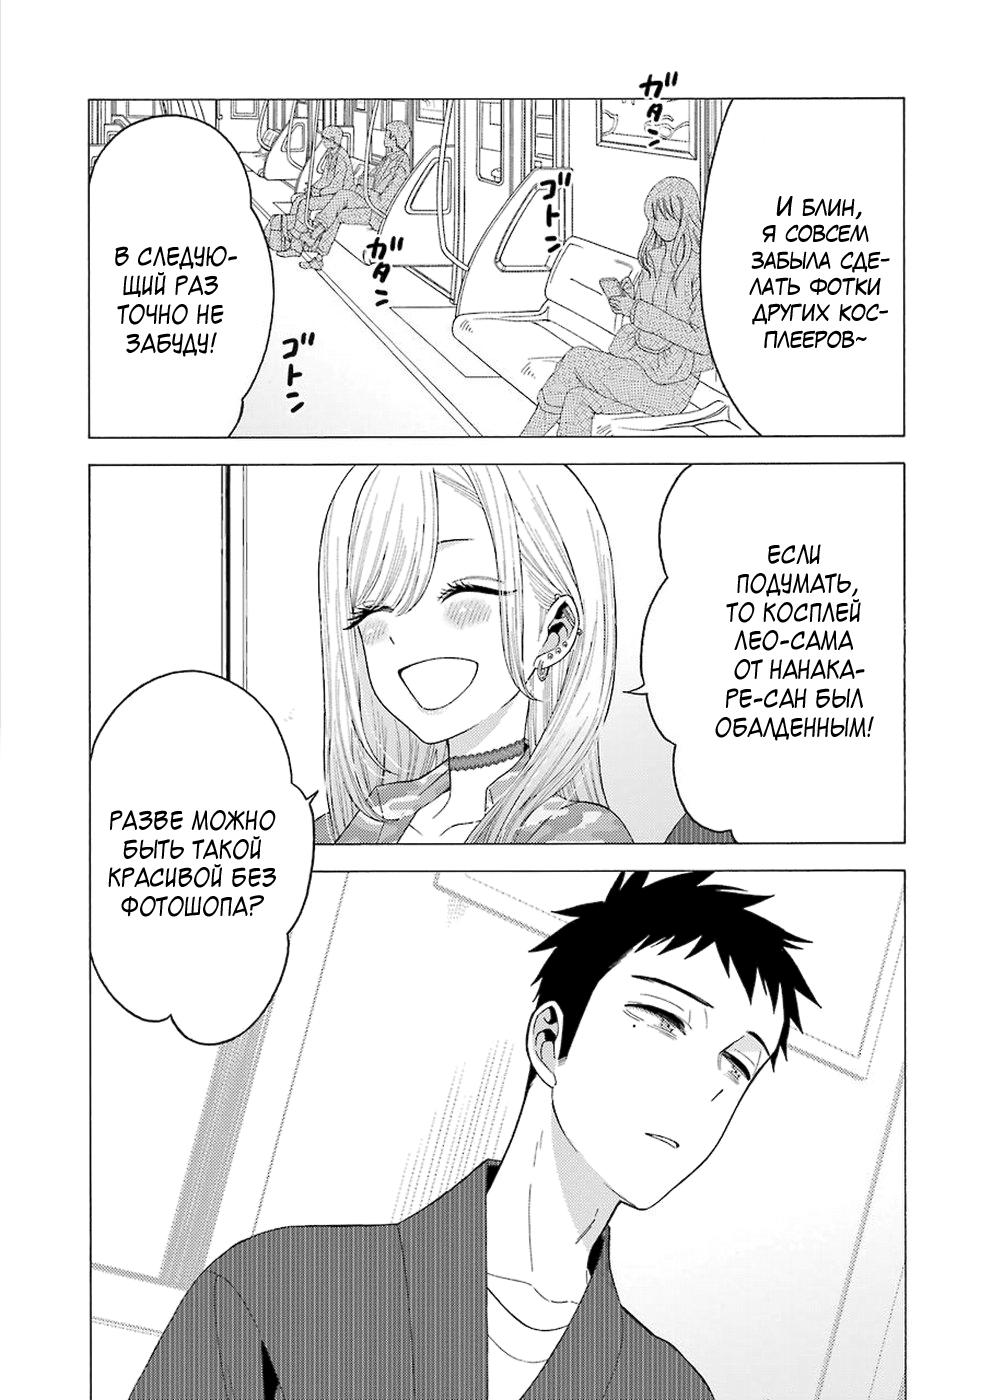 И БЛИН,
Я СОВСЕМ
ЗАБЫЛА СДЕ-
ЛАТЬ ФОТКИ
ДРУГИХ КОС-
ПЛЕЕРОВ~
ガタン
ゴトン
ガタン
ゴトン
В СЛЕДУЮ-
ЩИЙ РАЗ
ТОЧНО НЕ
ЗАБУДУ!
ЕСЛИ
ПОДУМАТЬ,
ТО КОСПЛЕЙ
ЛЕО-САМА
ОТ НАНАКА-
РЕ-САН БЫЛ
ОБАЛДЕННЫМ!
РАЗВЕ МОЖНО
БЫТЬ ТАКОЙ
КРАСИВОЙ БЕЗ
ФОТОШОПА?